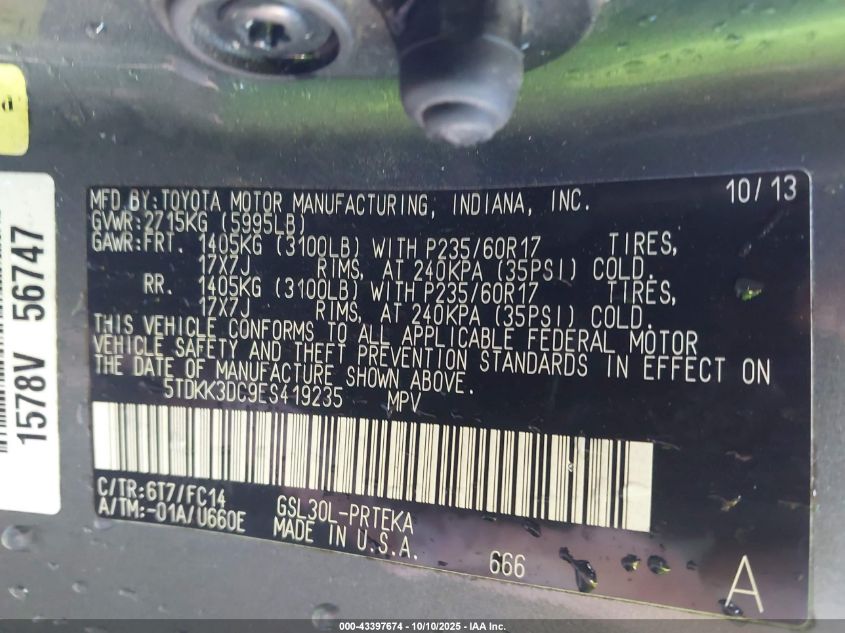 d
1578V 56747
MFD BY:TOYOTA MOTOR MANUFACTURING, INDIANA, INC. 10/13
GVWR:2715KG (5995LB)
GAWR:FRT. 1405KG (3100LB) WITH P235/60R17 TIRES,
17X7J RIMS, AT 240KPA (35PSI) COLD.
RR. 1405KG (3100LB) WITH P235/60R17 TIRES,
17X7J RIMS, AT 240KPA (35PSI) COLD.
THIS VEHICLE CONFORMS TO ALL APPLICABLE FEDERAL MOTOR
VEHICLE SAFETY AND THEFT PREVENTION STANDARDS IN EFFECT ON
THE DATE OF MANUFACTURE SHOWN ABOVE.
5TDKK3DC9ES419235 MPV
C/TR:6T7/FC14
A/TM:-01A/U660E
GSL30L-PRTEKA
MADE IN U.S.A.
666
A
000-43397674 - 10/10/2025 - IAA Inc.